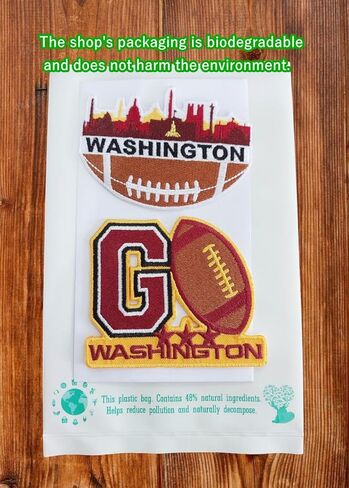 The shop's packaging is biodegradable
and does not harm the environment.
WASHINGTON
G
WASHINGTON
This plastic bag. Contains 48% natural ingredients.
Helps reduce pollution and naturally decompose.